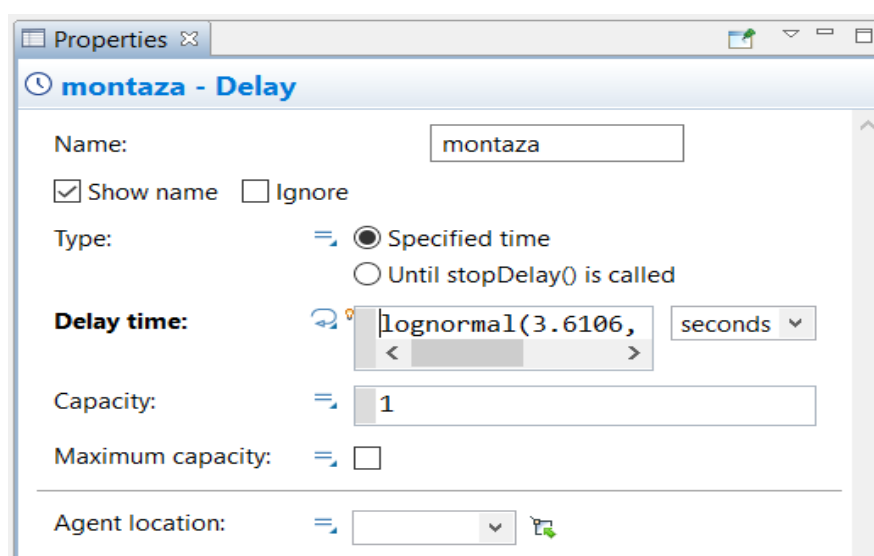 Properties
montaza - Delay
Name: montaza
Show name Ignore
Type: Specified time
Until stopDelay() is called
Delay time: lognormal(3.6106, seconds
Capacity: 1
Maximum capacity:
Agent location: